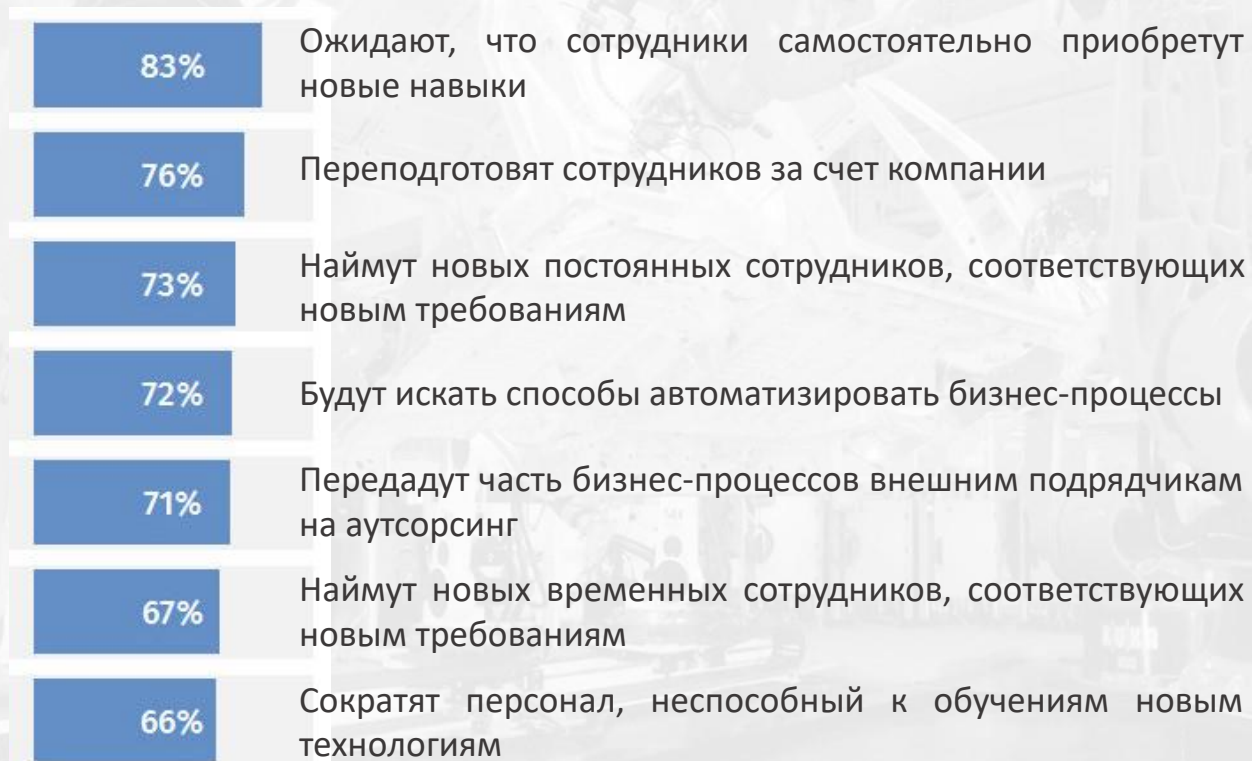 83%
Ожидают, что сотрудники самостоятельно приобретут
новые навыки
76%
Переподготовят сотрудников за счет компании
73%
Наймут новых постоянных сотрудников, соответствующих
новым требованиям
72%
Будут искать способы автоматизировать бизнес-процессы
71%
Передадут часть бизнес-процессов внешним подрядчикам
на аутсорсинг
67%
Наймут новых временных сотрудников, соответствующих
новым требованиям
66%
Сократят персонал, неспособный к обучениям новым
технологиям